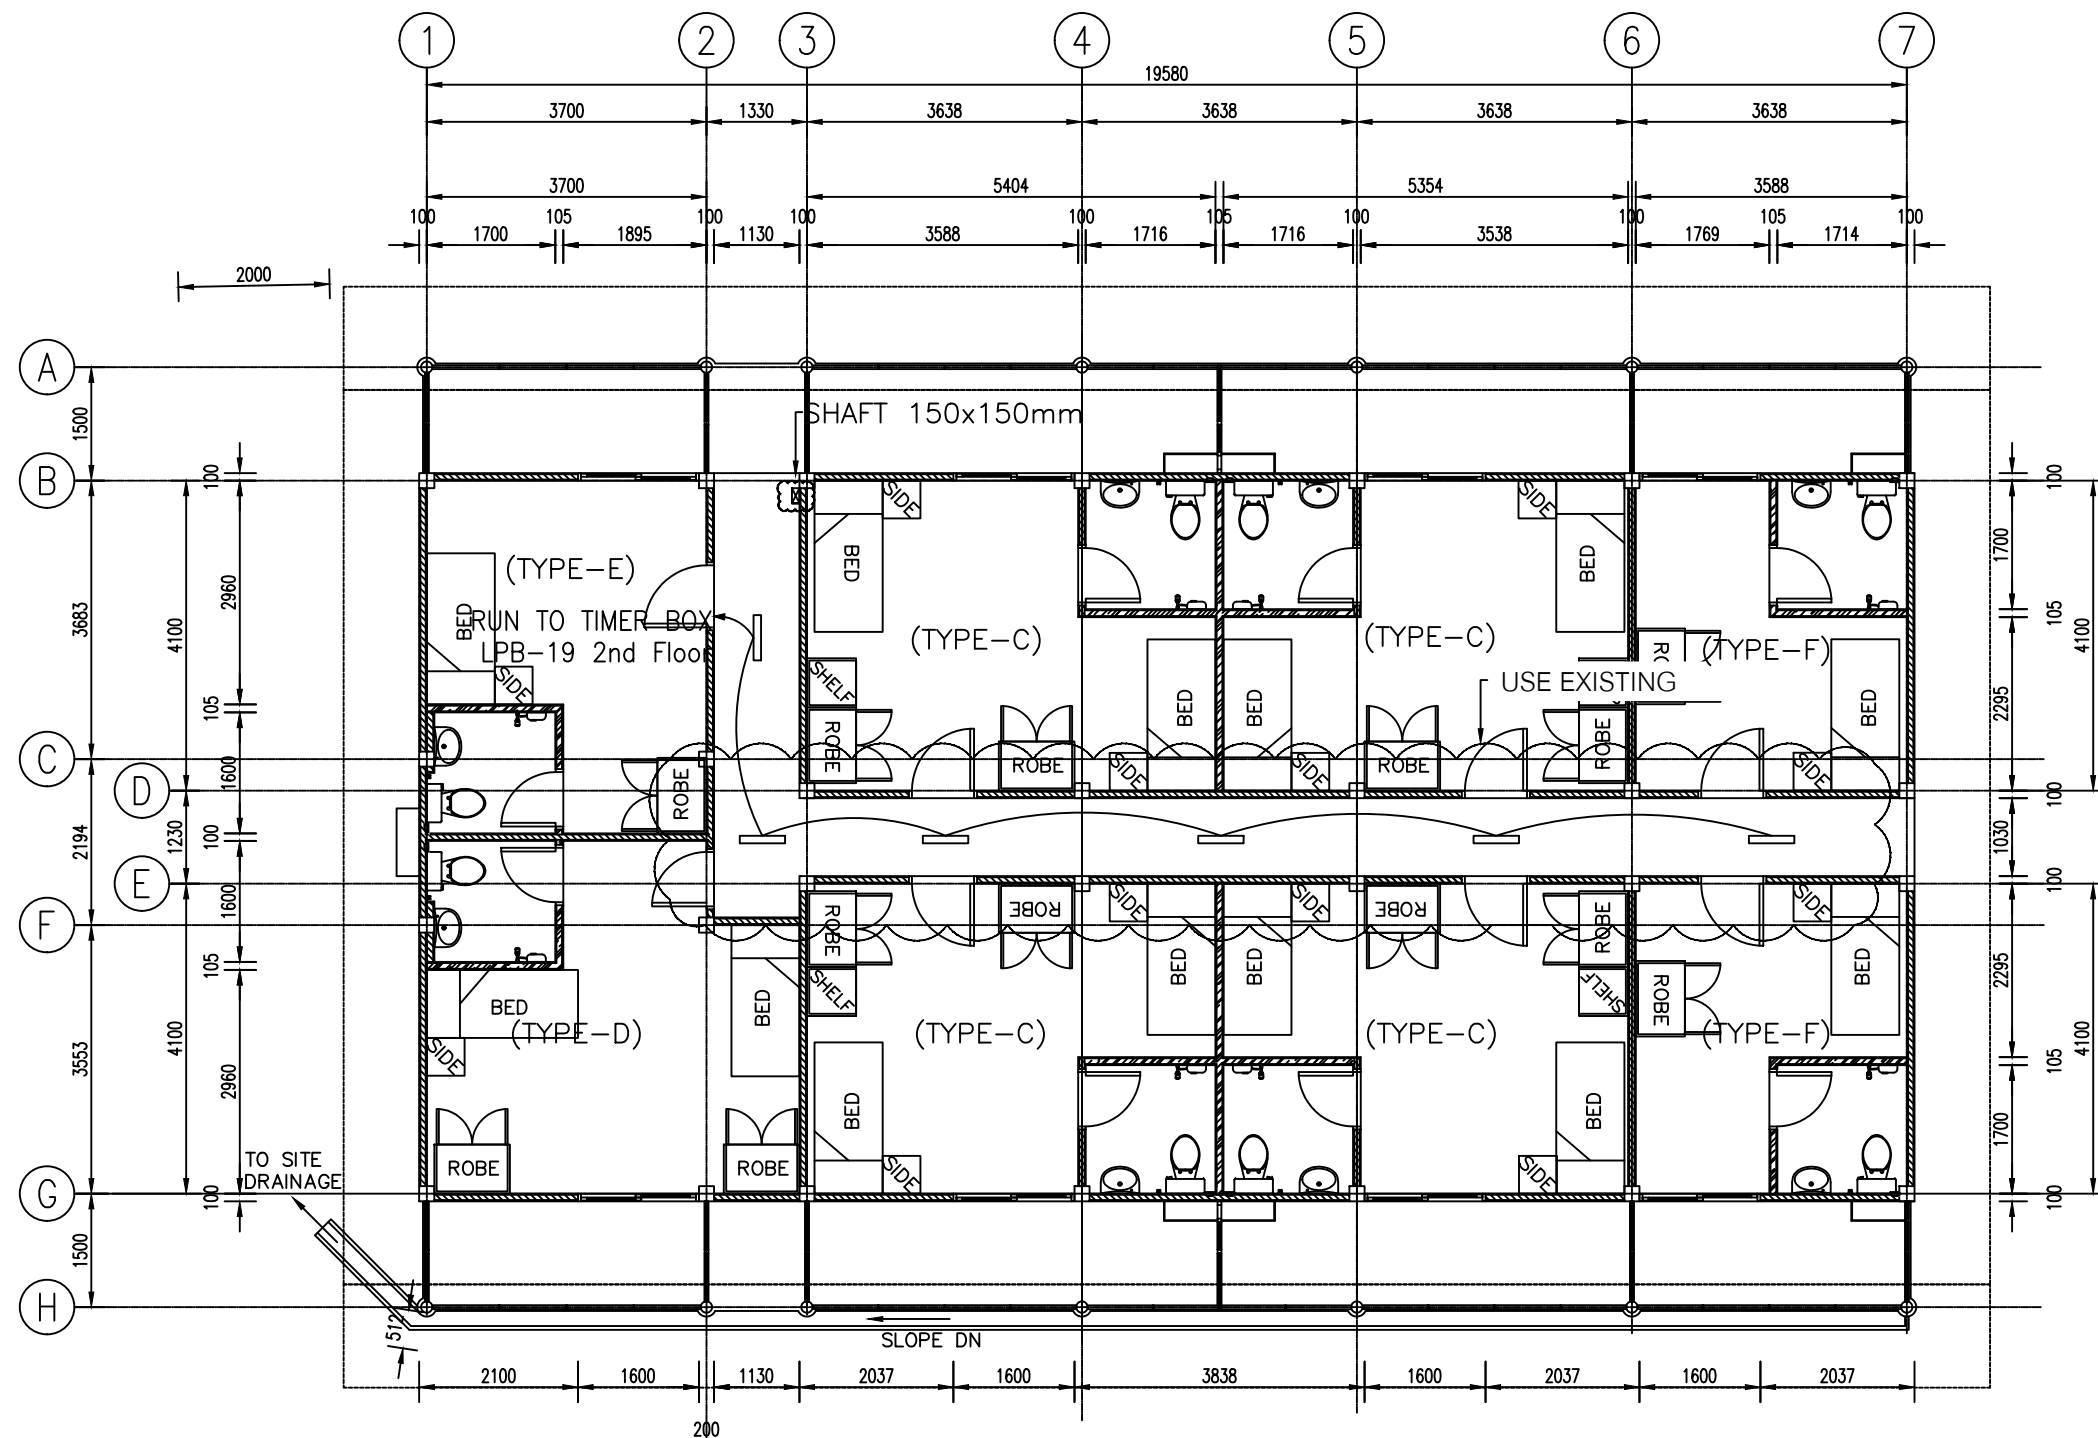 1 2 3 4 5 6 7
19580
3700 1330 3638 3638 3638 3638
3700 5404 5354 3588
100 105 100 100 100 105 100 100 105 100
1700 1895 1130 3588 1716 1716 3538 1769 1714
2000
A
B
C
D
E
F
G
H
1500
3683
2194
3553
1500
4100
1230
4100
100
2960
105
1600
100
1600
105
2960
100
SHAFT 150x150mm
(TYPE-E)
BED
SIDE
RUN TO TIMER BOX
LPB-19 2nd Floor
ROBE
SIDE
BED
(TYPE-C)
SHELF
ROBE
ROBE
BED
SIDE
SIDE
BED
(TYPE-C)
BED
SIDE
ROBE
ROBE
USE EXISTING
(TYPE-F)
BED
SIDE
100
1700
105
2295
100
1030
100
2295
105
1700
100
4100
4100
BED
(TYPE-D)
SIDE
BED
ROBE
ROBE
ROBE
SHELF
ROBE
SIDE
BED
(TYPE-C)
BED
SIDE
SIDE
BED
ROBE
ROBE
SHELF
(TYPE-C)
BED
SIDE
ROBE
SIDE
BED
(TYPE-F)
TO SITE
DRAINAGE
512
SLOPE DN
2100 1600 1130 2037 1600 3838 1600 2037 1600 2037
200